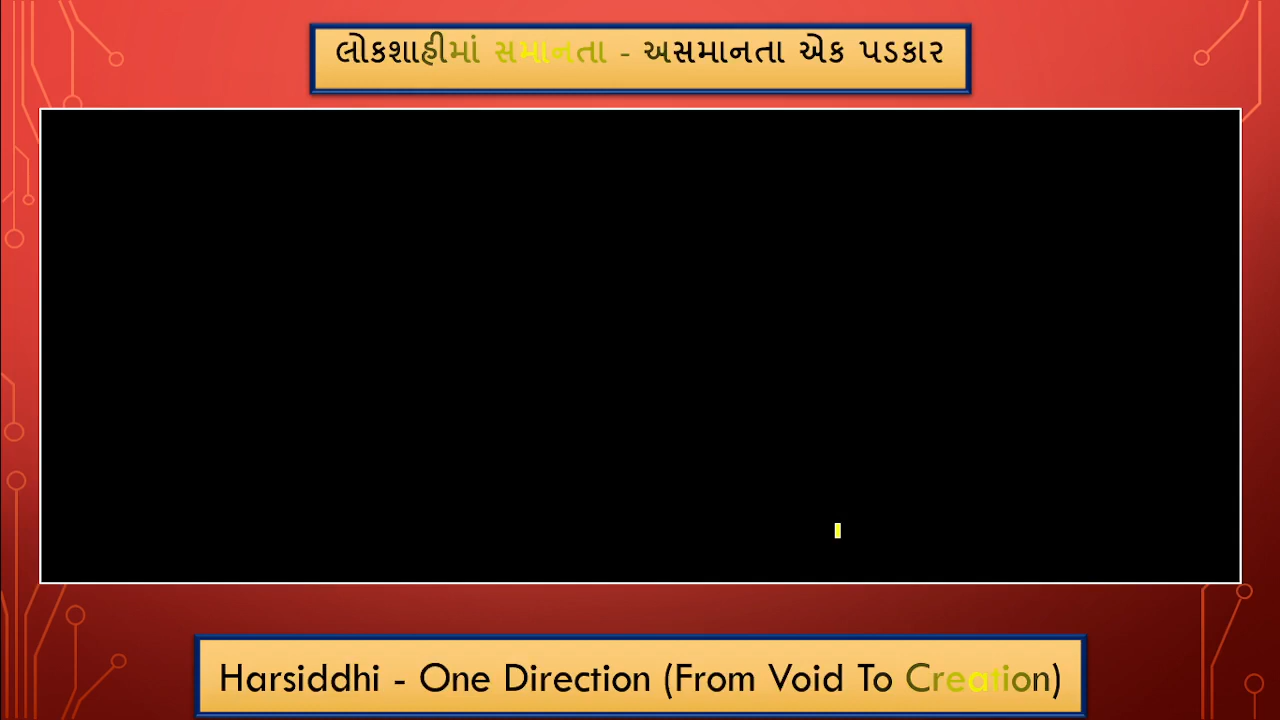 લોકશાહીમાં સમાનતા - અસમાનતા એક પડકાર
Harsiddhi - One Direction (From Void To Creation)